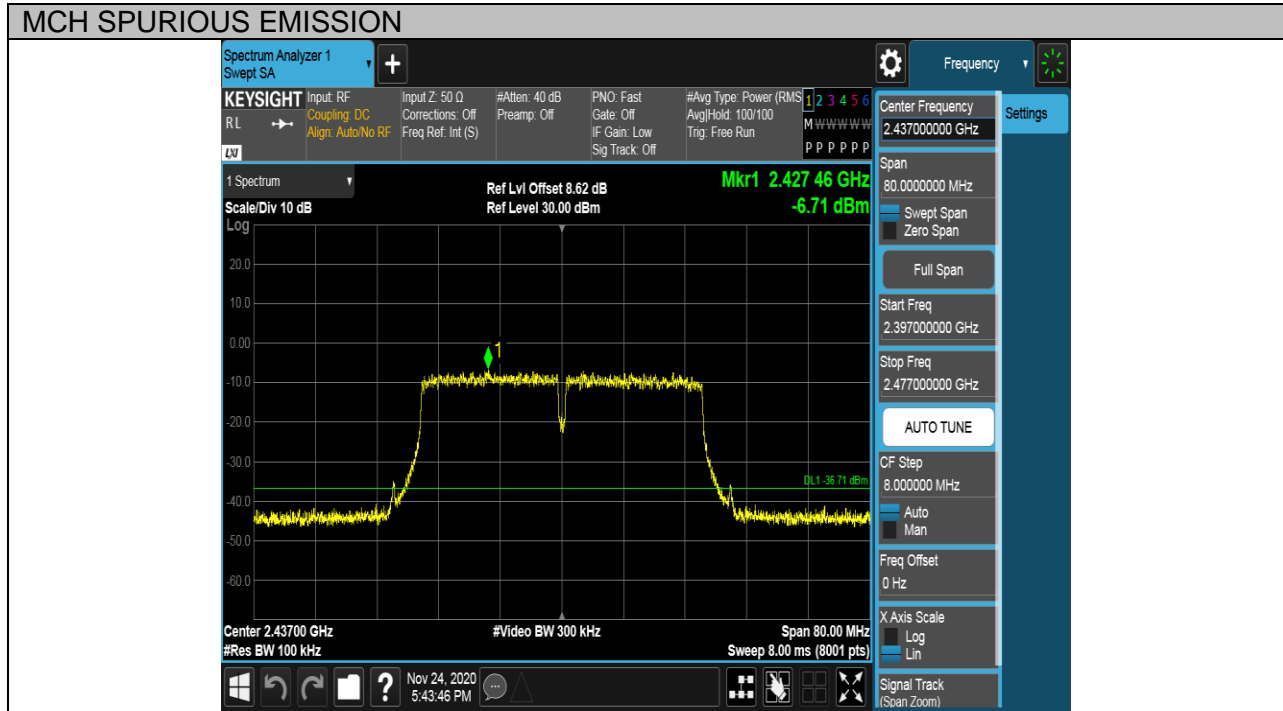 MCH SPURIOUS EMISSION
Spectrum Analyzer 1
Swept SA
+
Frequency
KEYSIGHT
RL
LXI
Input: RF
Coupling: DC
Align: Auto/No RF
Input Z: 50 Ω
Corrections: Off
Freq Ref: Int (S)
#Atten: 40 dB
Preamp: Off
PNO: Fast
Gate: Off
IF Gain: Low
Sig Track: Off
#Avg Type: Power (RMS
Avg|Hold: 100/100
Trig: Free Run
1 2 3 4 5 6
M W W W W W
P P P P P P
1 Spectrum
Scale/Div 10 dB
Ref Lvl Offset 8.62 dB
Ref Level 30.00 dBm
Mkr1 2.427 46 GHz
-6.71 dBm
Log
20.0
10.0
0.00
-10.0
-20.0
-30.0
-40.0
-50.0
-60.0
1
DL1 -36.71 dBm
Center 2.43700 GHz
#Res BW 100 kHz
#Video BW 300 kHz
Span 80.00 MHz
Sweep 8.00 ms (8001 pts)
Nov 24, 2020
5:43:46 PM
?
Center Frequency
2.437000000 GHz
Settings
Span
80.0000000 MHz
Swept Span
Zero Span
Full Span
Start Freq
2.397000000 GHz
Stop Freq
2.477000000 GHz
AUTO TUNE
CF Step
8.000000 MHz
Auto
Man
Freq Offset
0 Hz
X Axis Scale
Log
Lin
Signal Track
(Span Zoom)